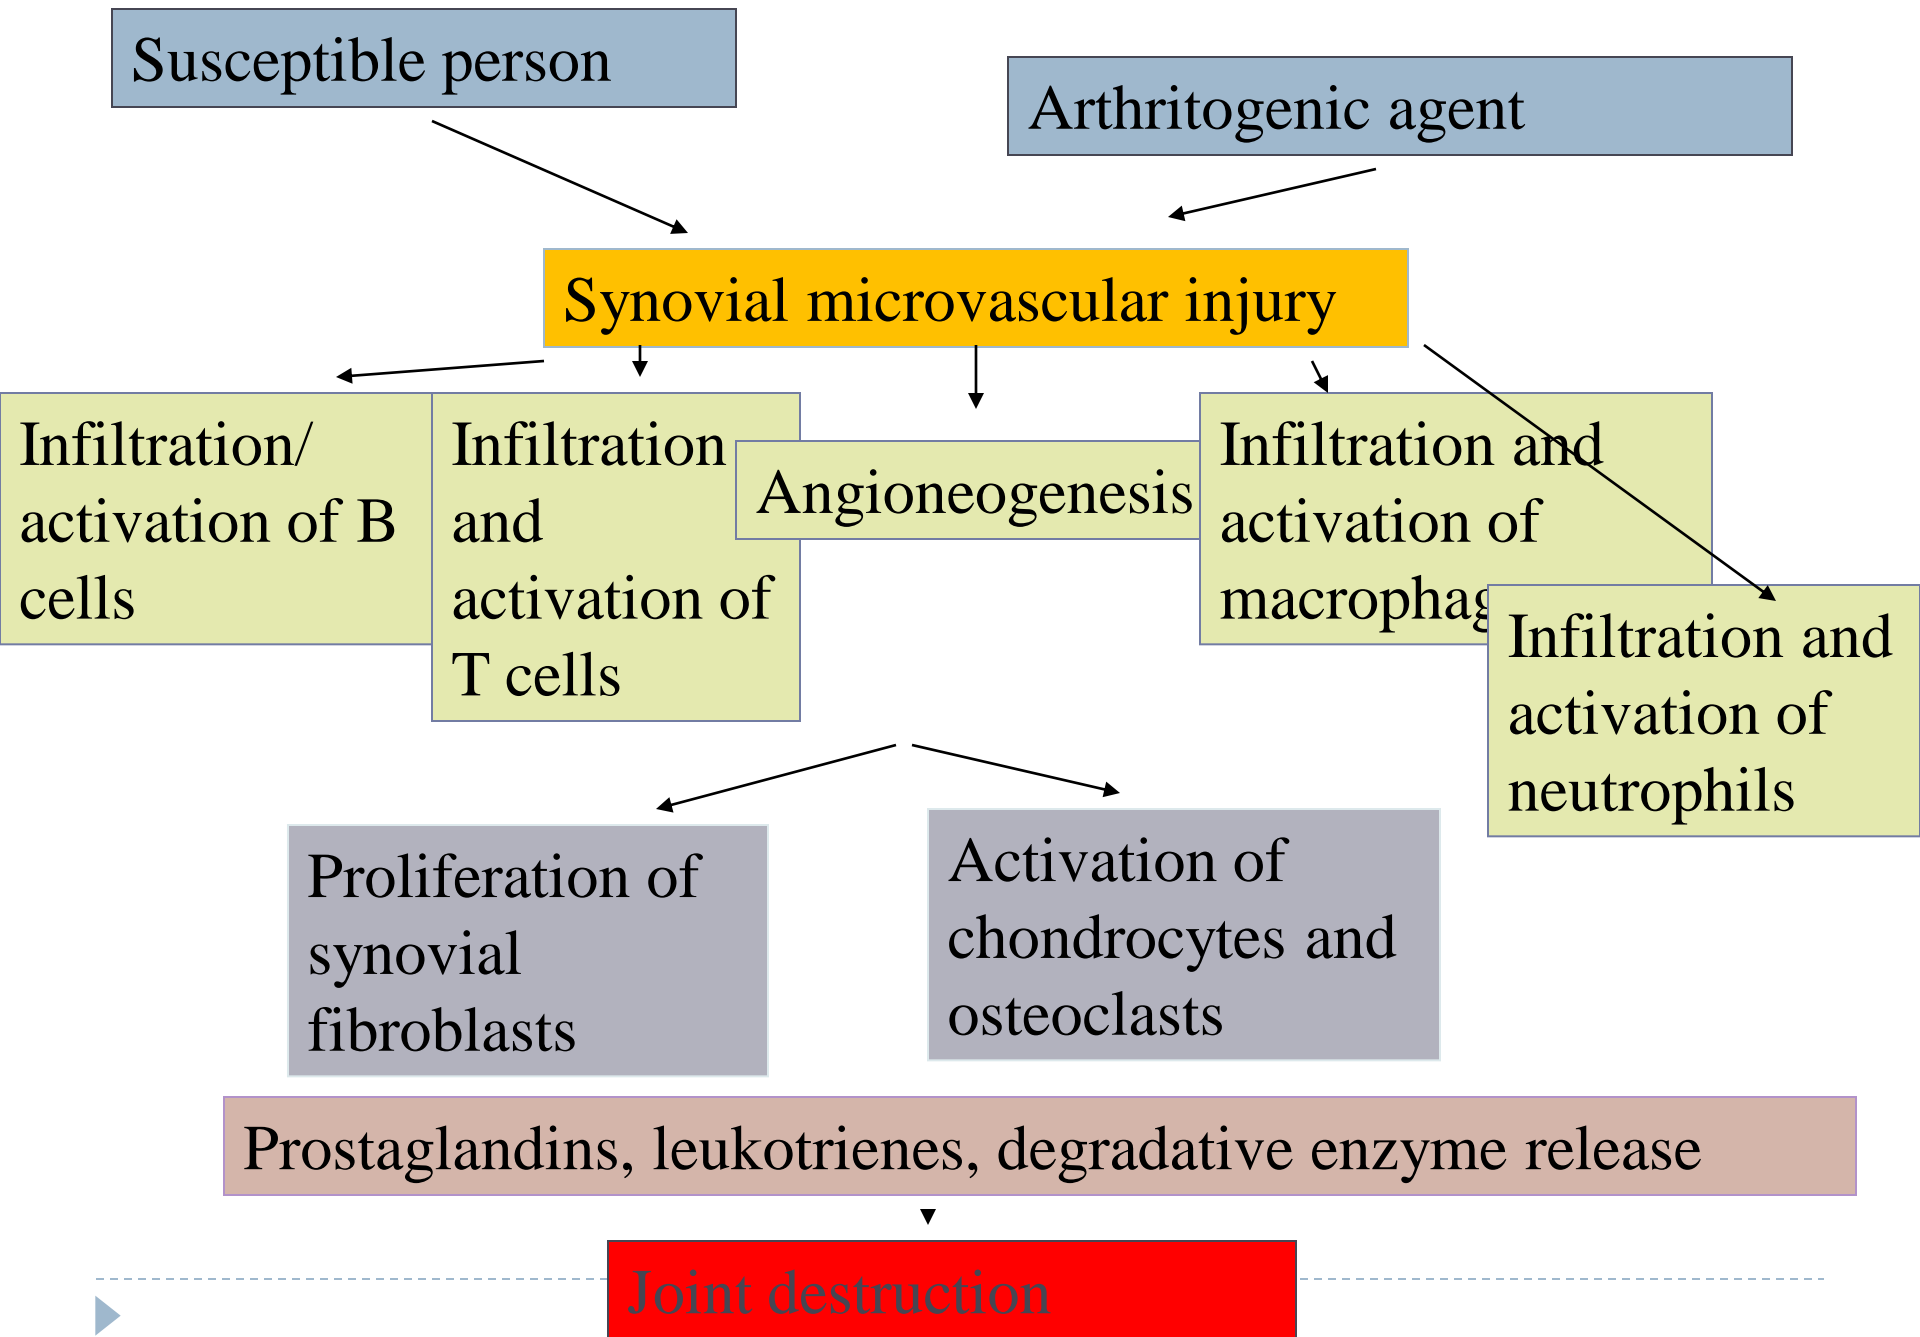 Susceptible person
Arthritogenic agent
Synovial microvascular injury
Infiltration/
activation of B
cells
Infiltration
and
activation of
T cells
Angioneogenesis
Infiltration and
activation of
macrophag
Infiltration and
activation of
neutrophils
Proliferation of
synovial
fibroblasts
Activation of
chondrocytes and
osteoclasts
Prostaglandins, leukotrienes, degradative enzyme release
Joint destruction